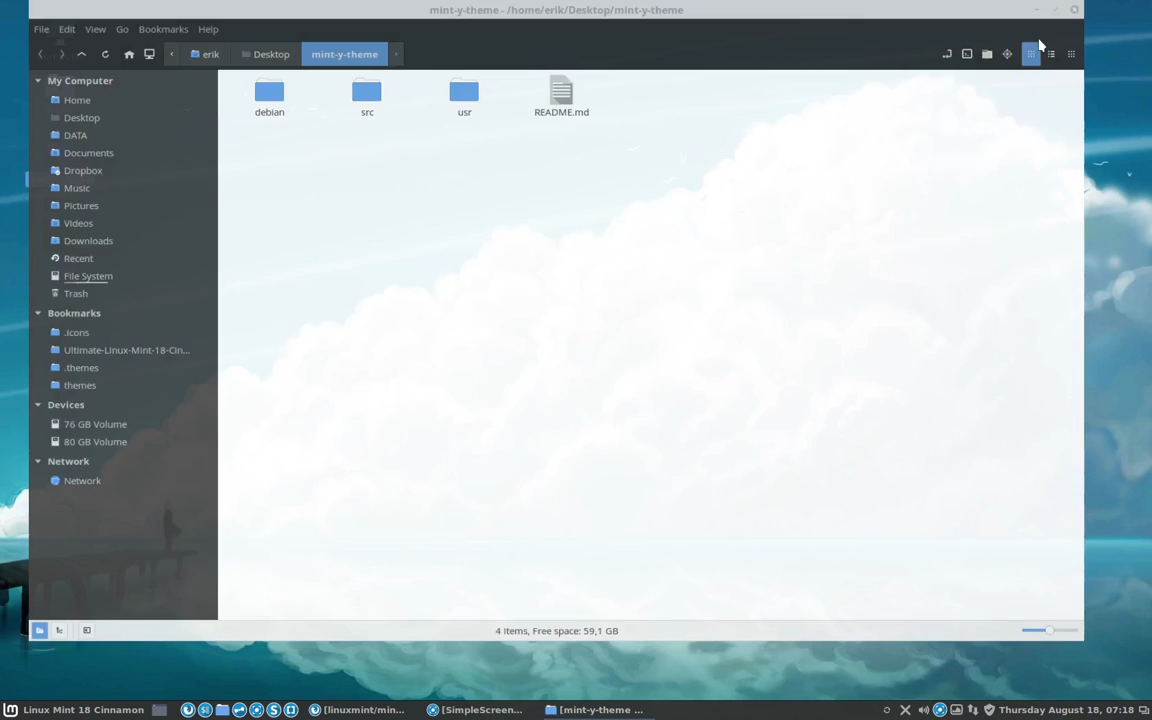 mint-y-theme - /home/erik/Desktop/mint-y-theme
File Edit View Go Bookmarks Help
erik Desktop mint-y-theme
My Computer
Home
Desktop
DATA
Documents
Dropbox
Music
Pictures
Videos
Downloads
Recent
File System
Trash
Bookmarks
.icons
Ultimate-Linux-Mint-18-Cin...
.themes
themes
Devices
76 GB Volume
80 GB Volume
Network
Network
debian src usr README.md
4 items, Free space: 59,1 GB
Linux Mint 18 Cinnamon [linuxmint/min... [SimpleScreen... [mint-y-theme ... Thursday August 18, 07:18